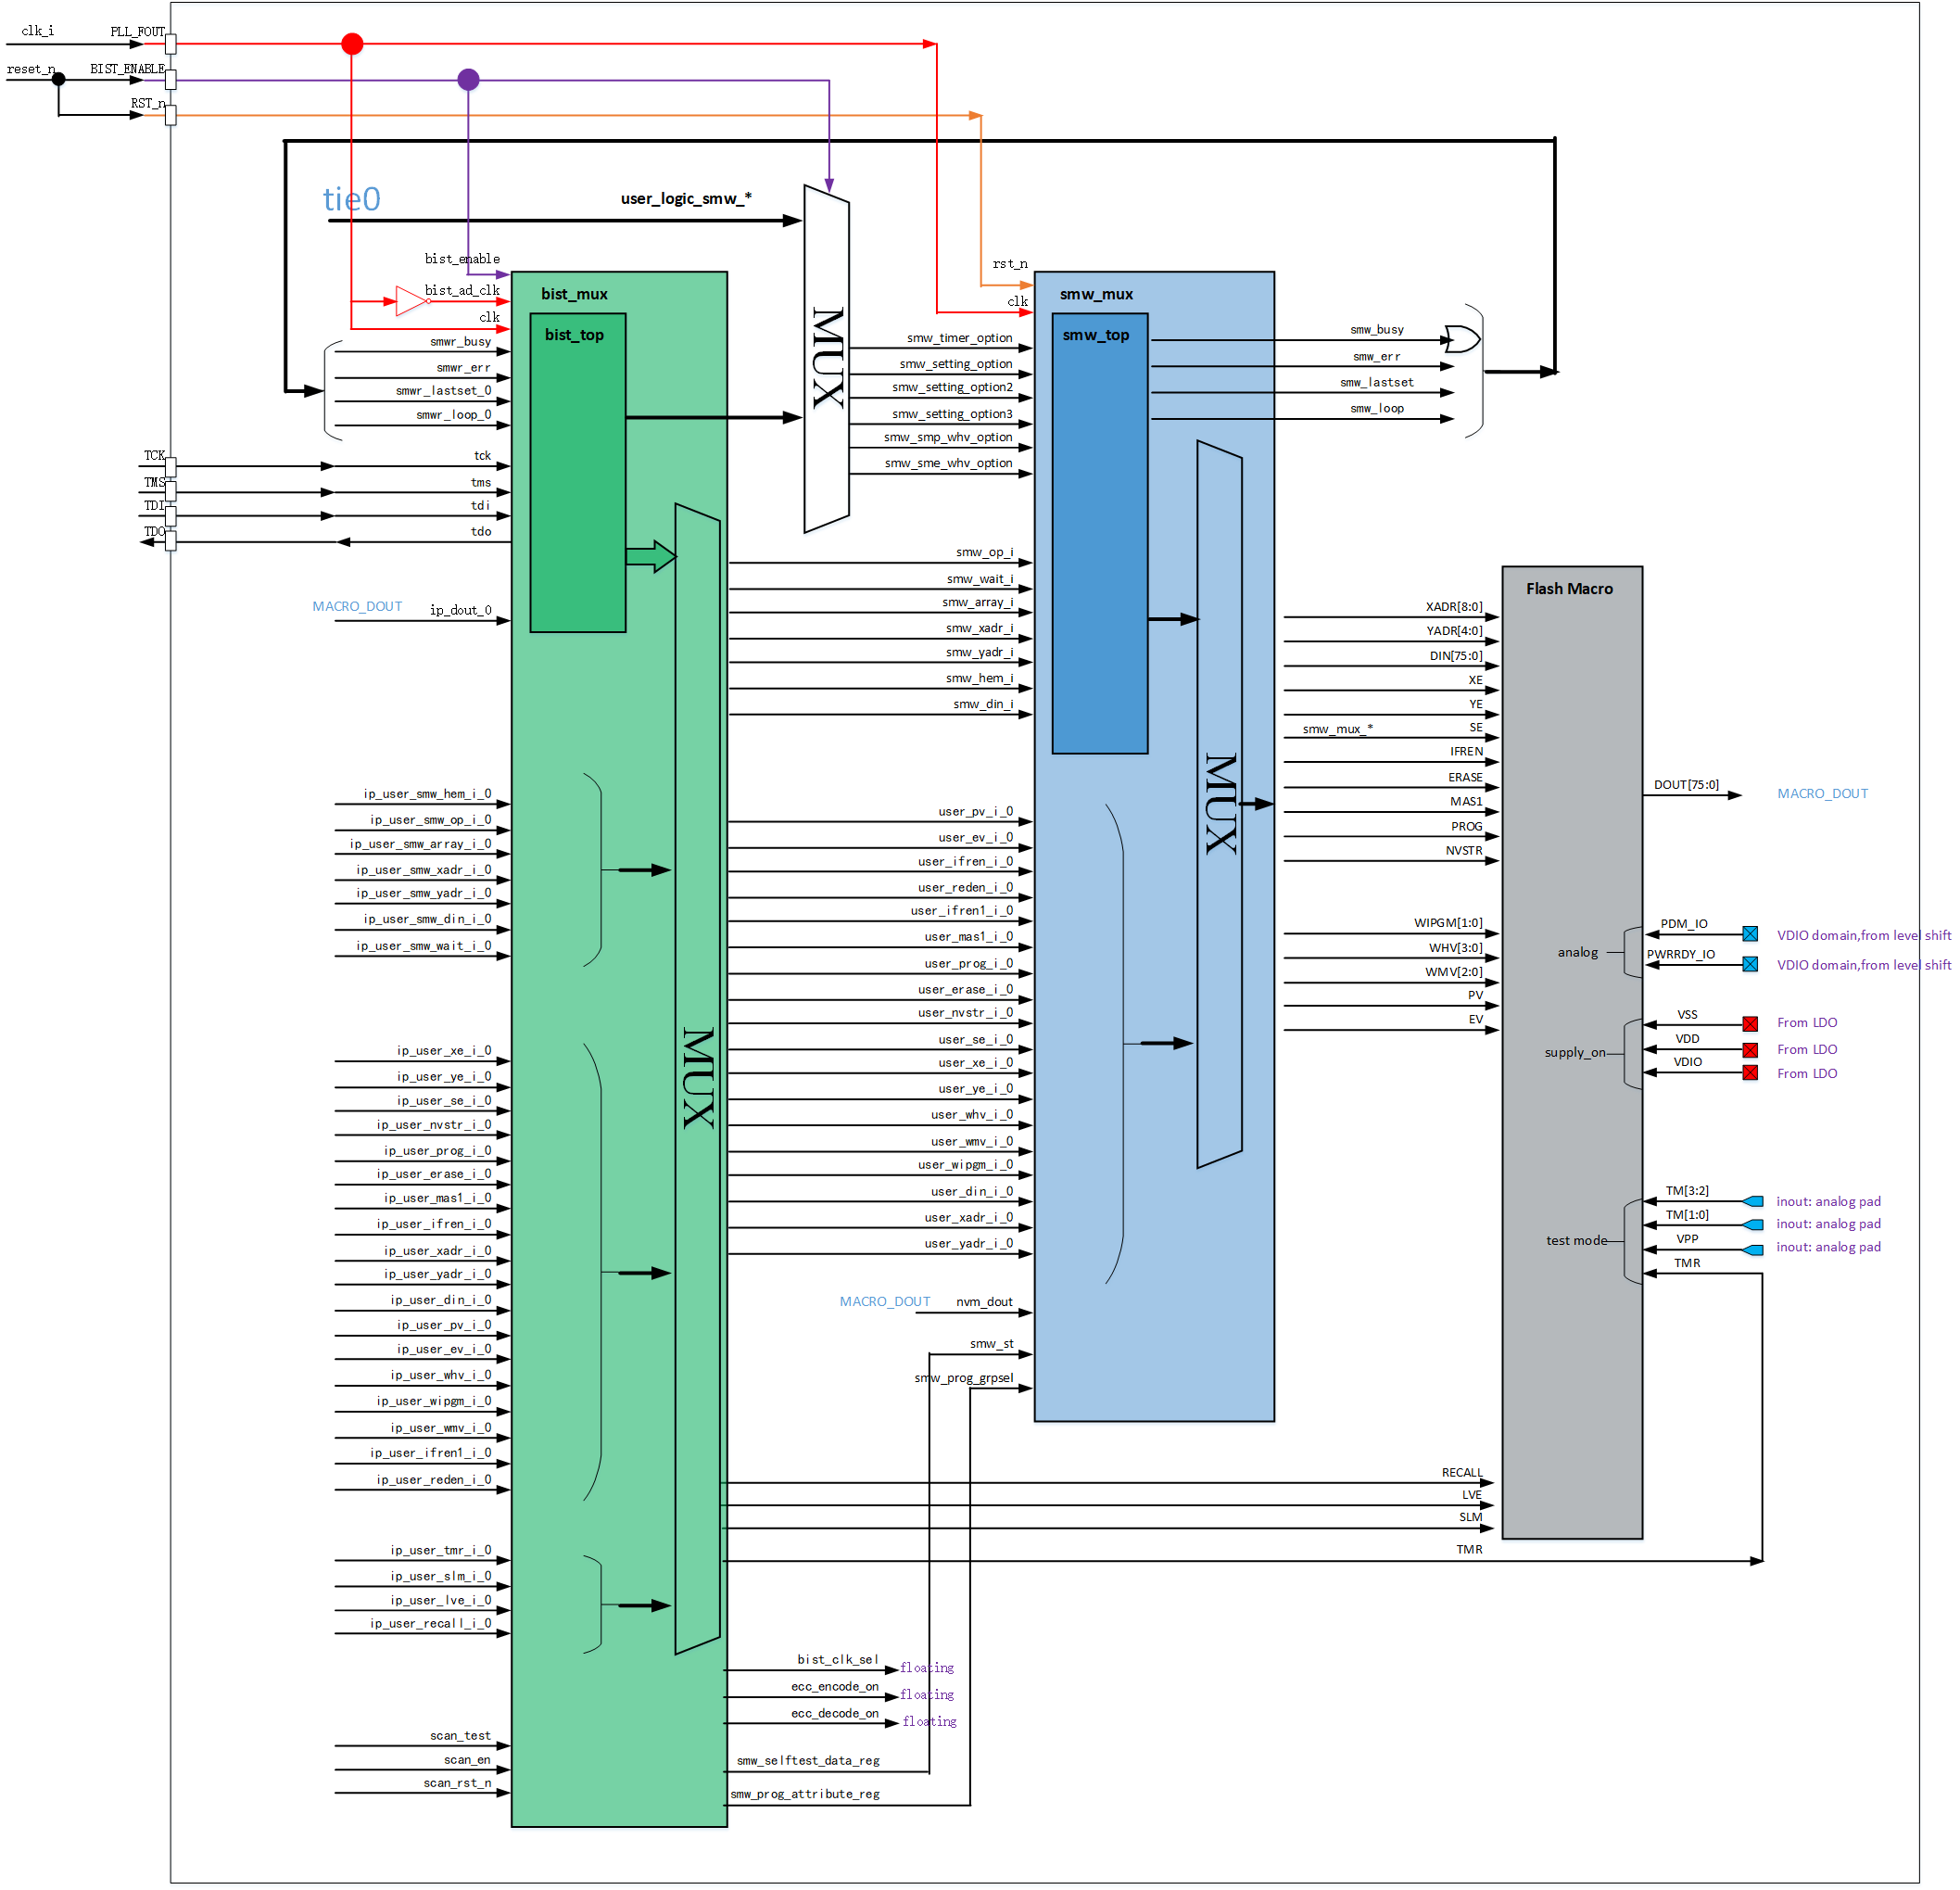 clk_i
PLL_FOUT
reset_n
BIST_ENABLE
RST_n
tie0
user_logic_smw_*
bist_enable
bist_ad_clk
clk
smwr_busy
smwr_err
smwr_lastset_0
smwr_loop_0
TCK
tck
TMS
tms
TDI
tdi
TDO
tdo
MACRO_DOUT
ip_dout_0
ip_user_smw_hem_i_0
ip_user_smw_op_i_0
ip_user_smw_array_i_0
ip_user_smw_xadr_i_0
ip_user_smw_yadr_i_0
ip_user_smw_din_i_0
ip_user_smw_wait_i_0
ip_user_xe_i_0
ip_user_ye_i_0
ip_user_se_i_0
ip_user_nvstr_i_0
ip_user_prog_i_0
ip_user_erase_i_0
ip_user_mas1_i_0
ip_user_ifren_i_0
ip_user_xadr_i_0
ip_user_yadr_i_0
ip_user_din_i_0
ip_user_pv_i_0
ip_user_ev_i_0
ip_user_whv_i_0
ip_user_wipgm_i_0
ip_user_wmv_i_0
ip_user_ifren1_i_0
ip_user_reden_i_0
ip_user_tmr_i_0
ip_user_slm_i_0
ip_user_lve_i_0
ip_user_recall_i_0
scan_test
scan_en
scan_rst_n
bist_mux
bist_top
MUX
MUX
rst_n
clk
smw_timer_option
smw_setting_option
smw_setting_option2
smw_setting_option3
smw_smp_whv_option
smw_sme_whv_option
smw_op_i
smw_wait_i
smw_array_i
smw_xadr_i
smw_yadr_i
smw_hem_i
smw_din_i
user_pv_i_0
user_ev_i_0
user_ifren_i_0
user_reden_i_0
user_ifren1_i_0
user_mas1_i_0
user_prog_i_0
user_erase_i_0
user_nvstr_i_0
user_se_i_0
user_xe_i_0
user_ye_i_0
user_whv_i_0
user_wmv_i_0
user_wipgm_i_0
user_din_i_0
user_xadr_i_0
user_yadr_i_0
MACRO_DOUT
nvm_dout
smw_st
smw_prog_grpsel
bist_clk_sel
floating
ecc_encode_on
floating
ecc_decode_on
floating
smw_selftest_data_reg
smw_prog_attribute_reg
smw_mux
smw_top
MUX
smw_busy
smw_err
smw_lastset
smw_loop
XADR[8:0]
YADR[4:0]
DIN[75:0]
XE
YE
smw_mux_*
SE
IFREN
ERASE
MAS1
PROG
NVSTR
WIPGM[1:0]
WHV[3:0]
WMV[2:0]
PV
EV
RECALL
LVE
SLM
TMR
Flash Macro
DOUT[75:0]
MACRO_DOUT
analog
PDM_IO
VDIO domain,from level shift
PWRRDY_IO
VDIO domain,from level shift
supply_on
VSS
From LDO
VDD
From LDO
VDIO
From LDO
test mode
TM[3:2]
inout: analog pad
TM[1:0]
inout: analog pad
VPP
inout: analog pad
TMR